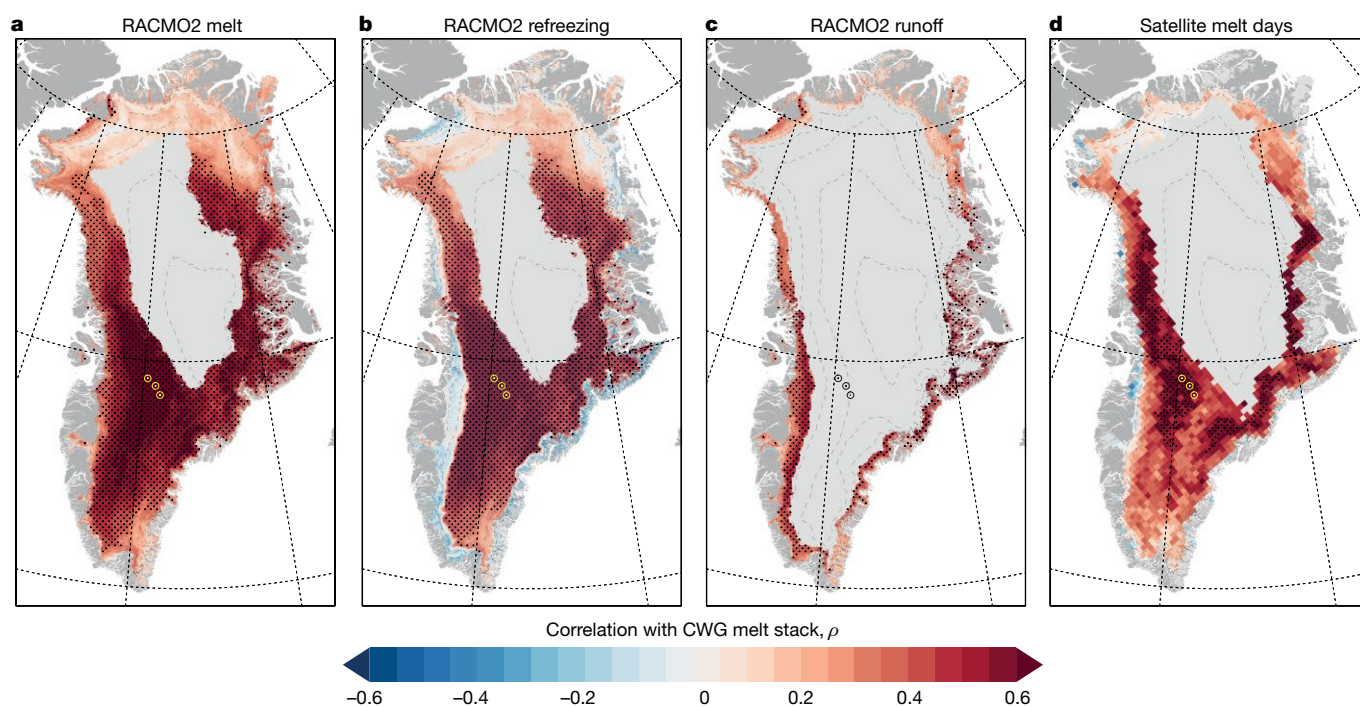 a RACMO2 melt
b RACMO2 refreezing
c RACMO2 runoff
d Satellite melt days
Correlation with CWG melt stack, ρ
–0.6 –0.4 –0.2 0 0.2 0.4 0.6